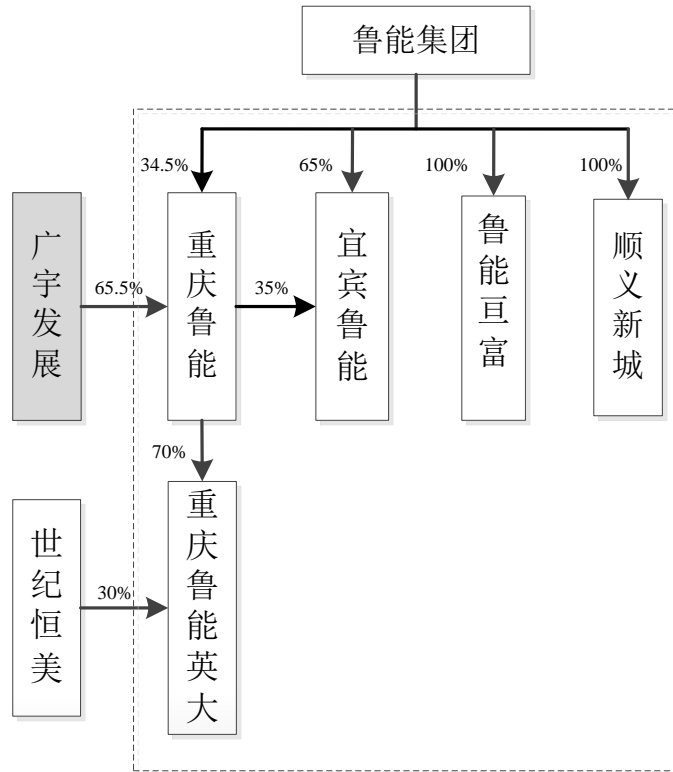 鲁能集团
34.5%
65%
100%
100%
广宇发展
65.5%
重庆鲁能
35%
宜宾鲁能
鲁能亘富
顺义新城
70%
世纪恒美
30%
重庆鲁能英大